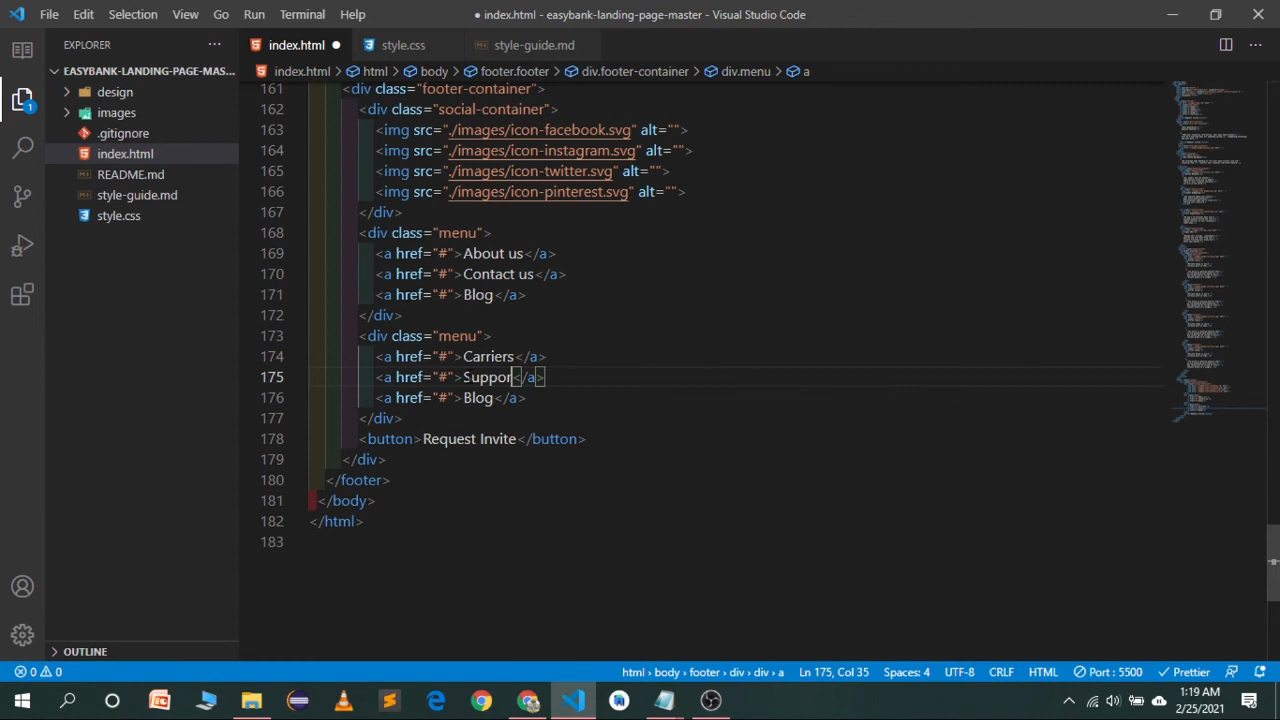 File Edit Selection View Go Run Terminal Help
● index.html - easybank-landing-page-master - Visual Studio Code
EXPLORER ...
index.html ●
style.css
style-guide.md
EASYBANK-LANDING-PAGE-MAS...
design
images
.gitignore
index.html
README.md
style-guide.md
style.css
OUTLINE
index.html > html > body > footer.footer > div.footer-container > div.menu > a
161 <div class="footer-container">
162 <div class="social-container">
163 <img src="./images/icon-facebook.svg" alt="">
164 <img src="./images/icon-instagram.svg" alt="">
165 <img src="./images/icon-twitter.svg" alt="">
166 <img src="./images/icon-pinterest.svg" alt="">
167 </div>
168 <div class="menu">
169 <a href="#">About us</a>
170 <a href="#">Contact us</a>
171 <a href="#">Blog</a>
172 </div>
173 <div class="menu">
174 <a href="#">Carriers</a>
175 <a href="#">Suppor</a>
176 <a href="#">Blog</a>
177 </div>
178 <button>Request Invite</button>
179 </div>
180 </footer>
181 </body>
182 </html>
183
1
0 0
html > body > footer > div > div > a
Ln 175, Col 35
Spaces: 4
UTF-8
CRLF
HTML
Port : 5500
Prettier
1:19 AM
2/25/2021